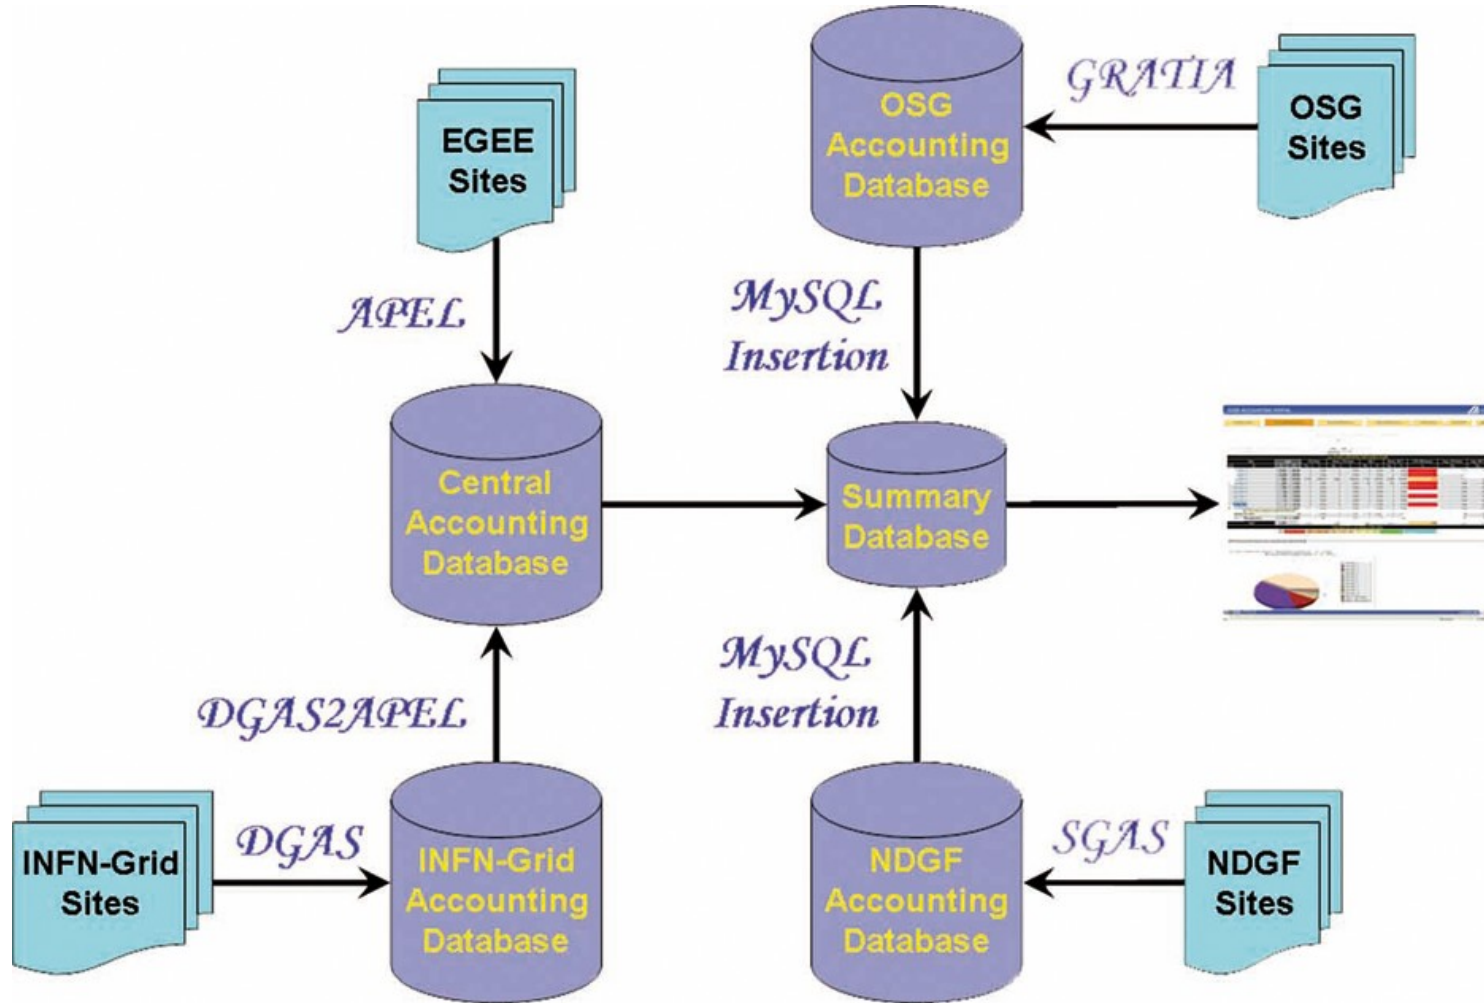 EGEE
Sites
APEL
OSG
Accounting
Database
GRATIA
OSG
Sites
MySQL
Insertion
Central
Accounting
Database
Summary
Database
DGAS2APEL
MySQL
Insertion
INFN-Grid
Sites
DGAS
INFN-Grid
Accounting
Database
NDGF
Accounting
Database
SGAS
NDGF
Sites